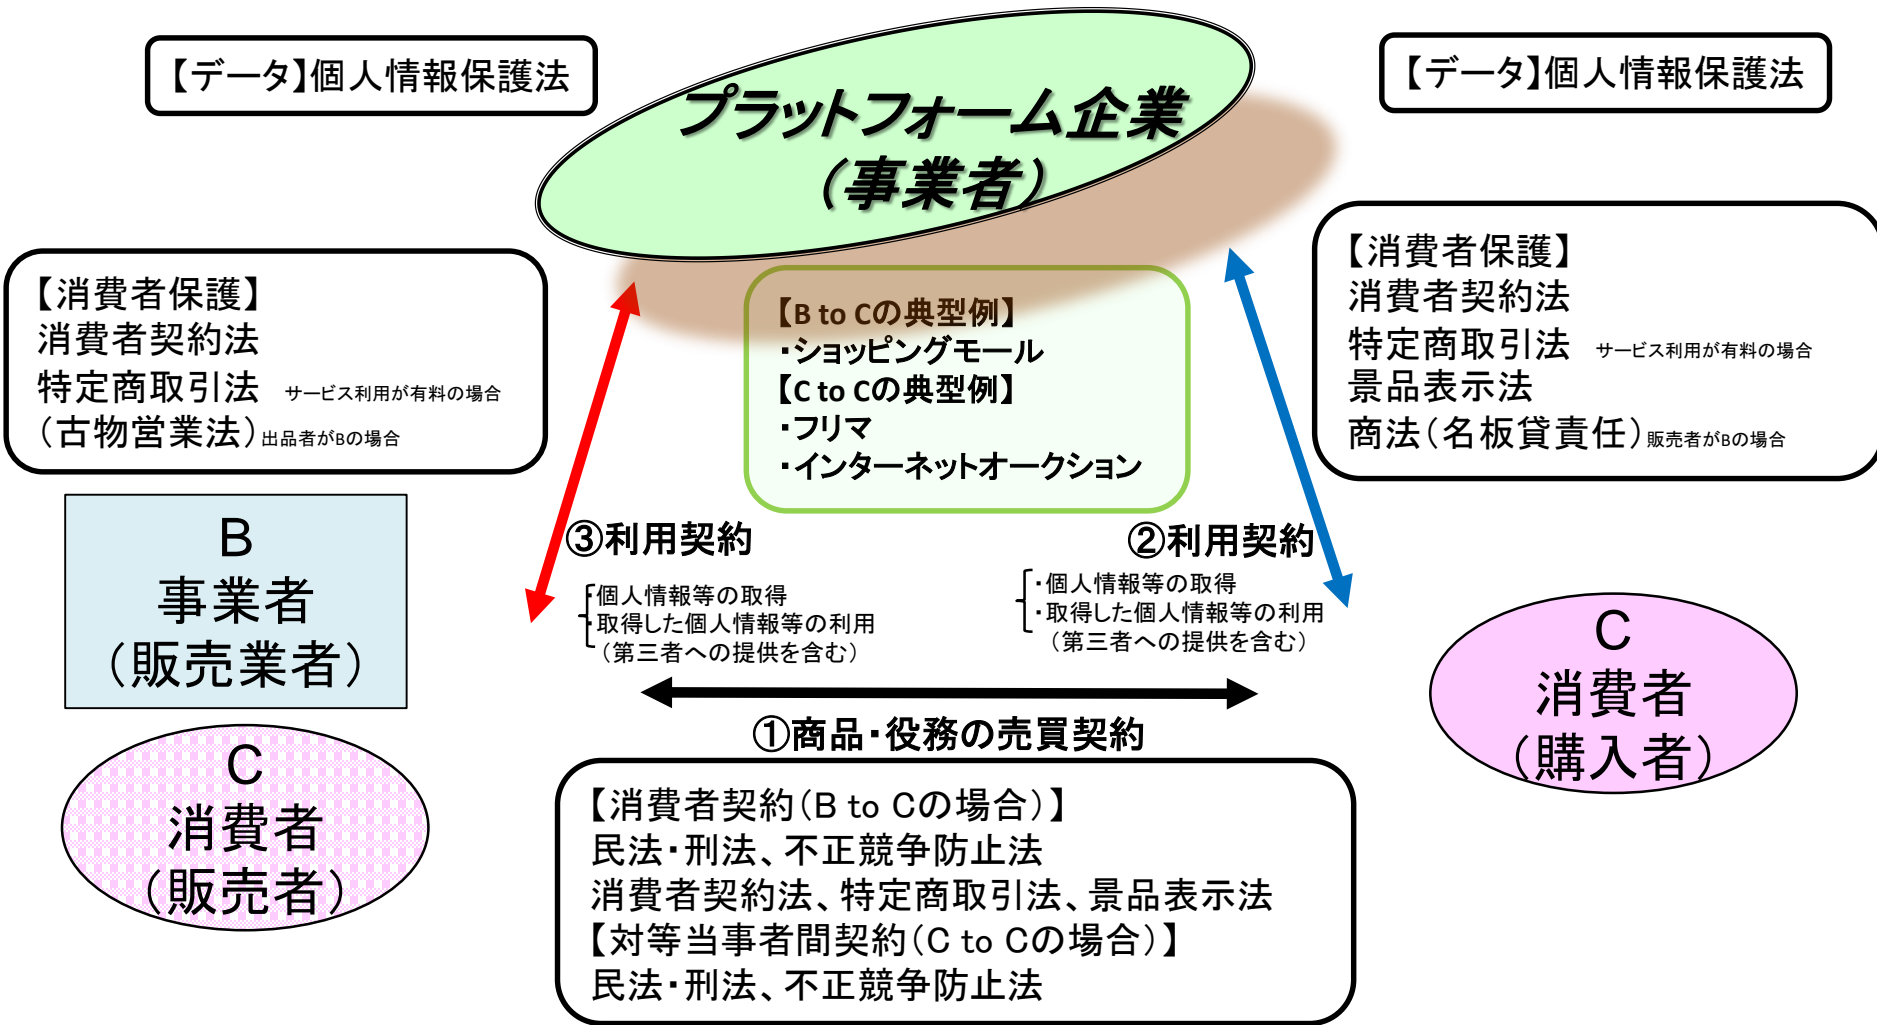 【データ】個人情報保護法
プラットフォーム企業
（事業者）
【データ】個人情報保護法
【消費者保護】
消費者契約法
特定商取引法 サービス利用が有料の場合
（古物営業法）出品者がBの場合
【B to Cの典型例】
・ショッピングモール
【C to Cの典型例】
・フリマ
・インターネットオークション
【消費者保護】
消費者契約法
特定商取引法 サービス利用が有料の場合
景品表示法
商法（名板貸責任）販売者がBの場合
③利用契約
・個人情報等の取得
・取得した個人情報等の利用
（第三者への提供を含む）
②利用契約
・個人情報等の取得
・取得した個人情報等の利用
（第三者への提供を含む）
B
事業者
（販売業者）
C
消費者
（販売者）
C
消費者
（購入者）
①商品・役務の売買契約
【消費者契約（B to Cの場合）】
民法・刑法、不正競争防止法
消費者契約法、特定商取引法、景品表示法
【対等当事者間契約（C to Cの場合）】
民法・刑法、不正競争防止法